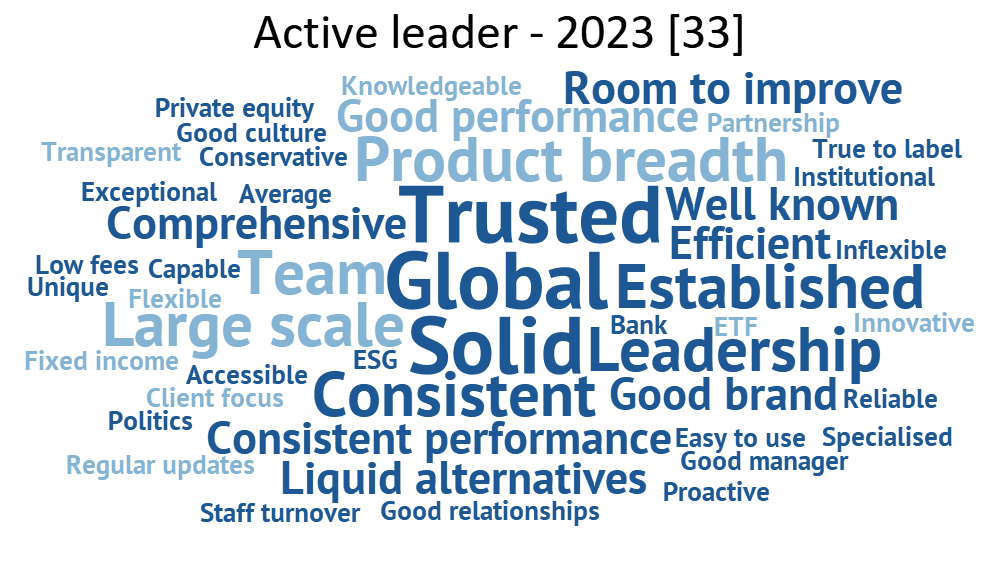 Active leader - 2023 [33]
Knowledgeable
Room to improve
Private equity
Good performance
Partnership
Good culture
Transparent
Conservative
Product breadth
True to label
Institutional
Exceptional
Average
Trusted
Well known
Comprehensive
Efficient
Inflexible
Low fees
Capable
Team
Global
Established
Unique
Flexible
Large scale
Solid
Bank
ETF
Innovative
Leadership
Fixed income
ESG
Accessible
Consistent
Good brand
Reliable
Client focus
Politics
Consistent performance
Easy to use
Specialised
Regular updates
Good manager
Liquid alternatives
Proactive
Staff turnover
Good relationships